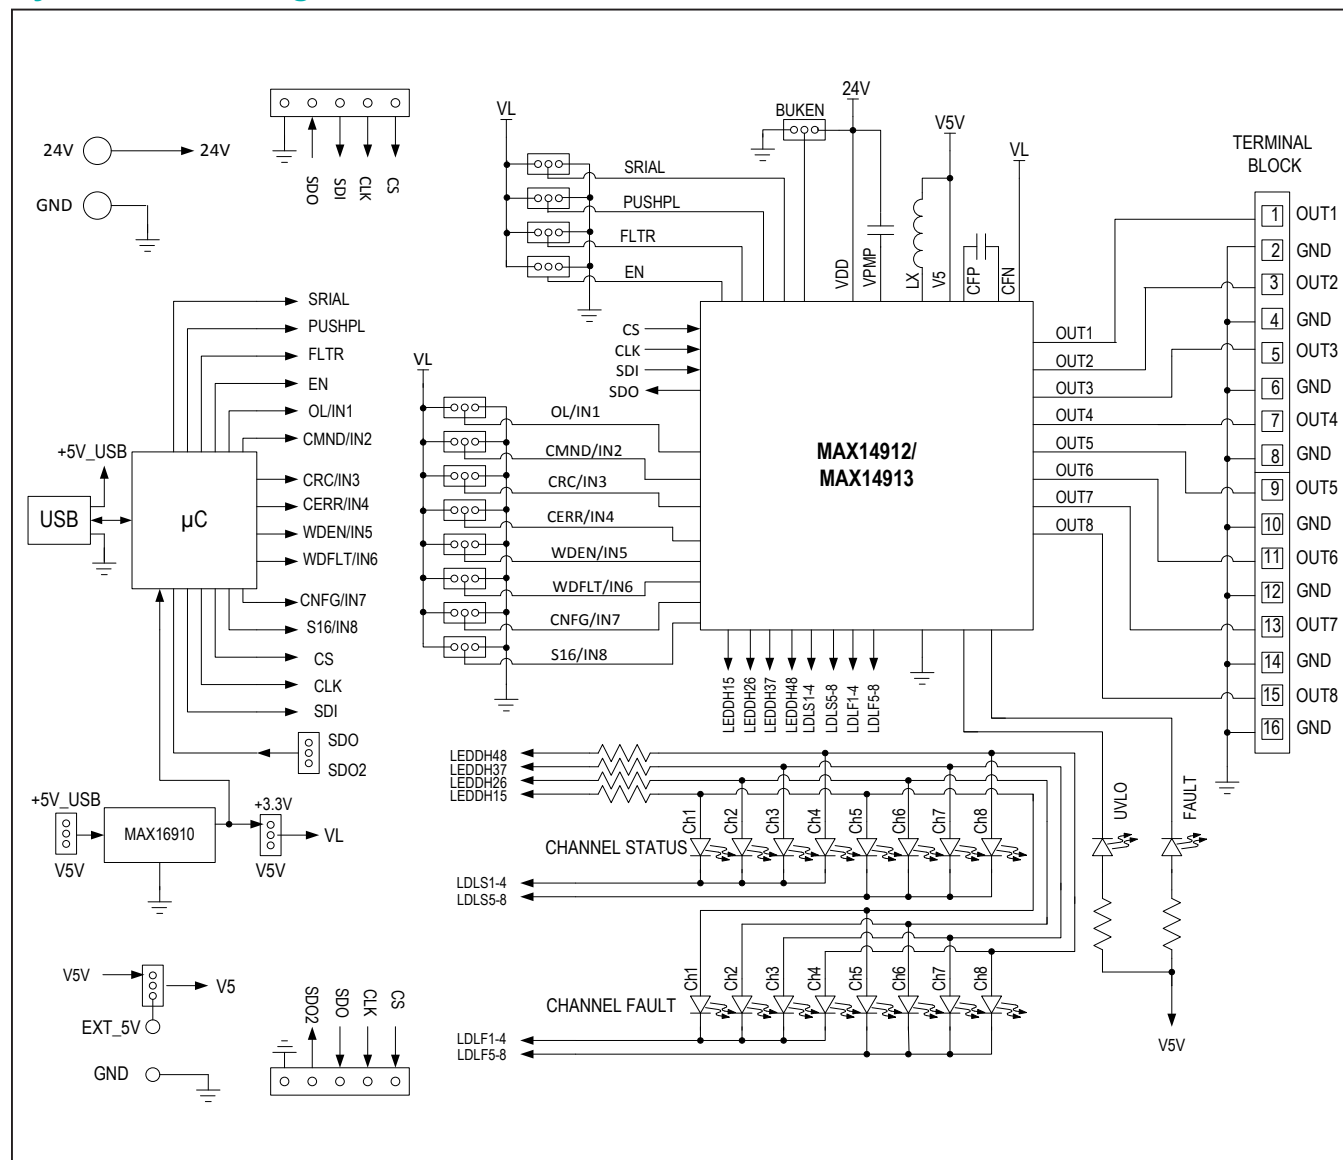 24V
24V
GND
SDO
SDI
CLK
CS
VL
SRIAL
PUSHPL
FLTR
EN
BUKEN
24V
V5V
VL
VDD
VPMP
LX
V5
CFP
CFN
TERMINAL
BLOCK
1 OUT1
2 GND
3 OUT2
4 GND
5 OUT3
6 GND
7 OUT4
8 GND
9 OUT5
10 GND
11 OUT6
12 GND
13 OUT7
14 GND
15 OUT8
16 GND
SRIAL
PUSHPL
FLTR
EN
OL/IN1
CMND/IN2
CRC/IN3
CERR/IN4
WDEN/IN5
WDFLT/IN6
CNFG/IN7
S16/IN8
CS
CLK
SDI
SDO
SDO2
+5V_USB
USB
µC
VL
OL/IN1
CMND/IN2
CRC/IN3
CERR/IN4
WDEN/IN5
WDFLT/IN6
CNFG/IN7
S16/IN8
CS
CLK
SDI
SDO
MAX14912/
MAX14913
OUT1
OUT2
OUT3
OUT4
OUT5
OUT6
OUT7
OUT8
LEDDH15
LEDDH26
LEDDH37
LEDDH48
LDLS1-4
LDLS5-8
LDLF1-4
LDLF5-8
+5V_USB
V5V
MAX16910
+3.3V
V5V
VL
LEDDH48
LEDDH37
LEDDH26
LEDDH15
Ch1
Ch2
Ch3
Ch4
Ch5
Ch6
Ch7
Ch8
CHANNEL STATUS
LDLS1-4
LDLS5-8
UVLO
FAULT
V5V
V5
EXT_5V
GND
SDO2
SDO
CLK
CS
Ch1
Ch2
Ch3
Ch4
Ch5
Ch6
Ch7
Ch8
CHANNEL FAULT
LDLF1-4
LDLF5-8
V5V